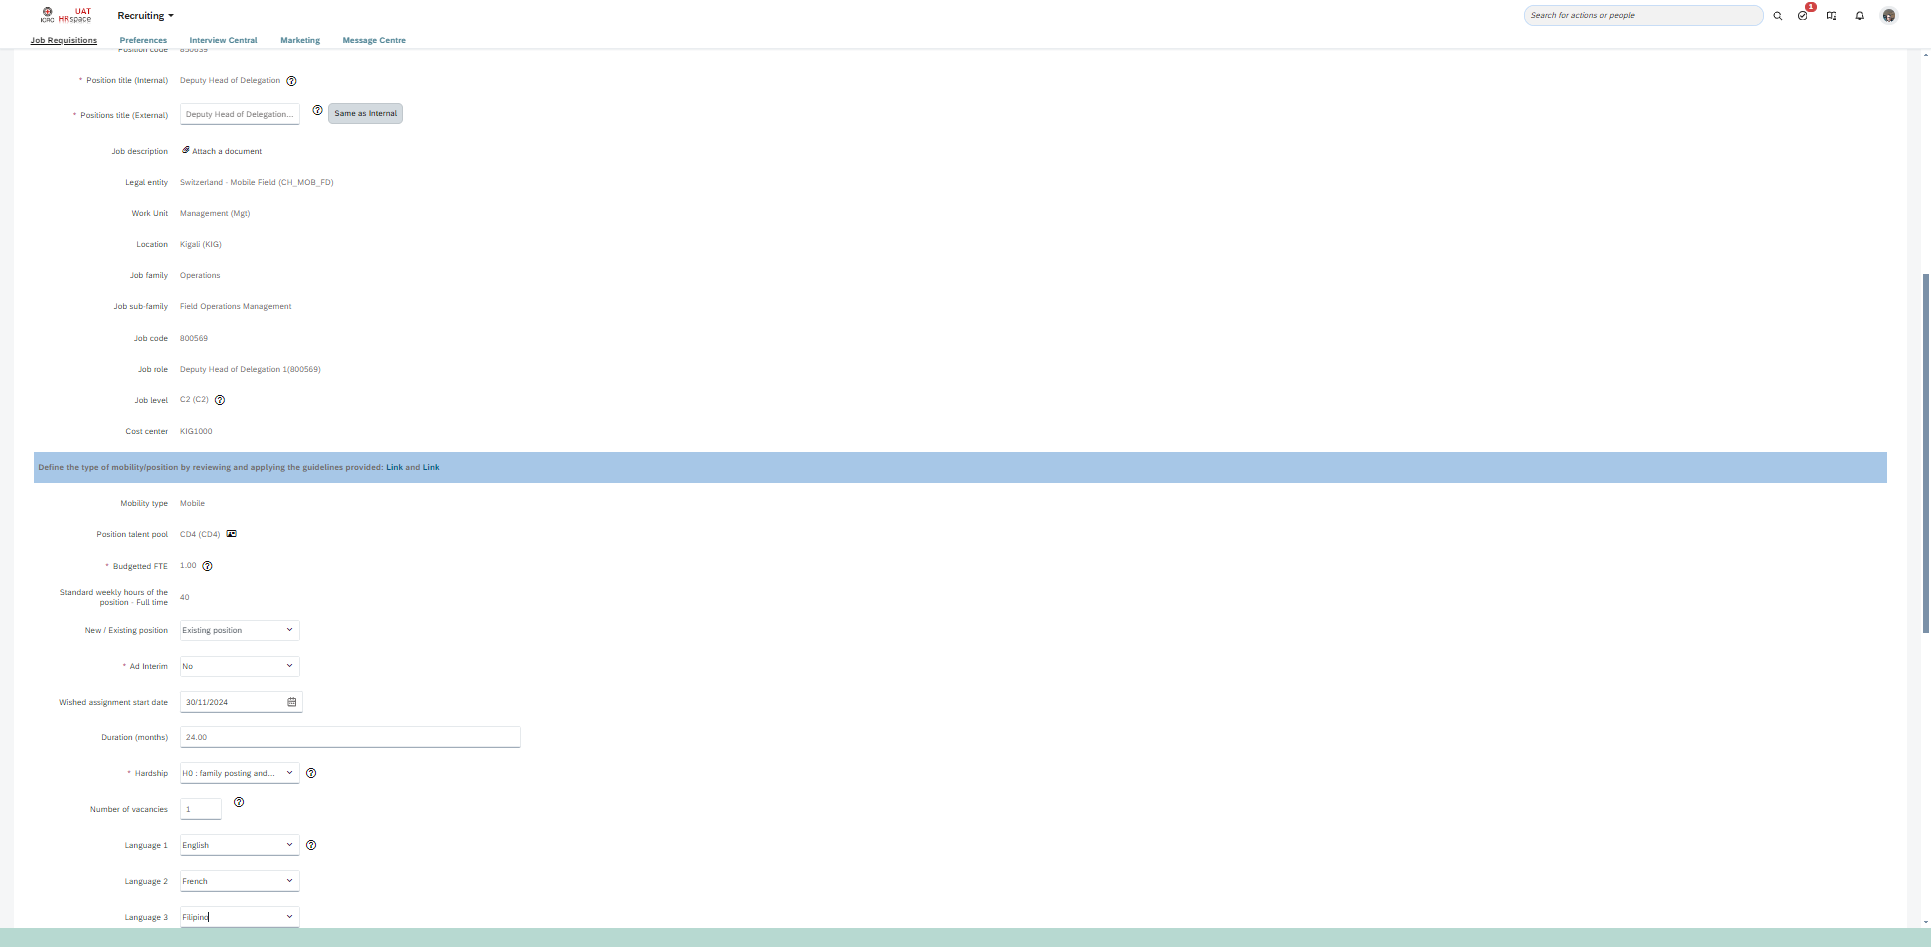 UAT
ICRC HRspace
Recruiting
Search for actions or people
1
Job Requisitions Preferences Interview Central Marketing Message Centre
Position code 850639
* Position title (Internal) Deputy Head of Delegation
* Positions title (External) Deputy Head of Delegation... Same as Internal
Job description Attach a document
Legal entity Switzerland - Mobile Field (CH_MOB_FD)
Work Unit Management (Mgt)
Location Kigali (KIG)
Job family Operations
Job sub-family Field Operations Management
Job code 800569
Job role Deputy Head of Delegation 1(800569)
Job level C2 (C2)
Cost center KIG1000
Define the type of mobility/position by reviewing and applying the guidelines provided: Link and Link
Mobility type Mobile
Position talent pool CD4 (CD4)
* Budgetted FTE 1.00
Standard weekly hours of the
position - Full time 40
New / Existing position Existing position
* Ad Interim No
Wished assignment start date 30/11/2024
Duration (months) 24.00
* Hardship H0 : family posting and...
Number of vacancies 1
Language 1 English
Language 2 French
Language 3 Filipino